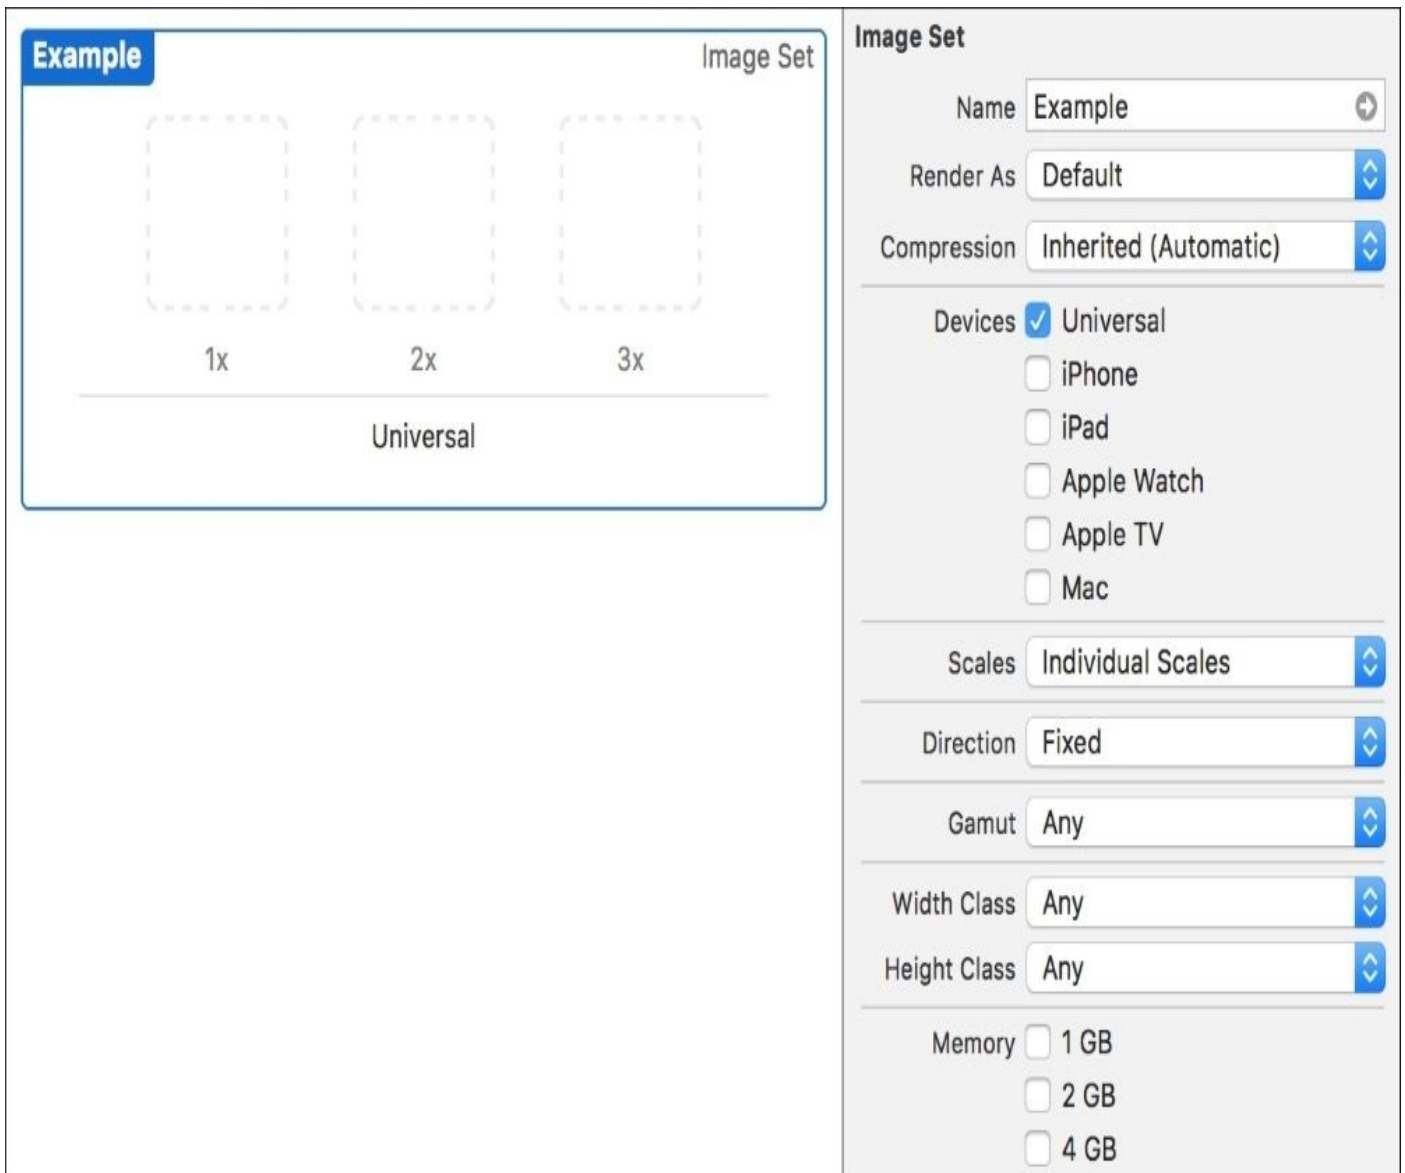 Example
Image Set
1x 2x 3x
Universal
Image Set
Name Example
Render As Default
Compression Inherited (Automatic)
Devices Universal
iPhone
iPad
Apple Watch
Apple TV
Mac
Scales Individual Scales
Direction Fixed
Gamut Any
Width Class Any
Height Class Any
Memory 1 GB
2 GB
4 GB